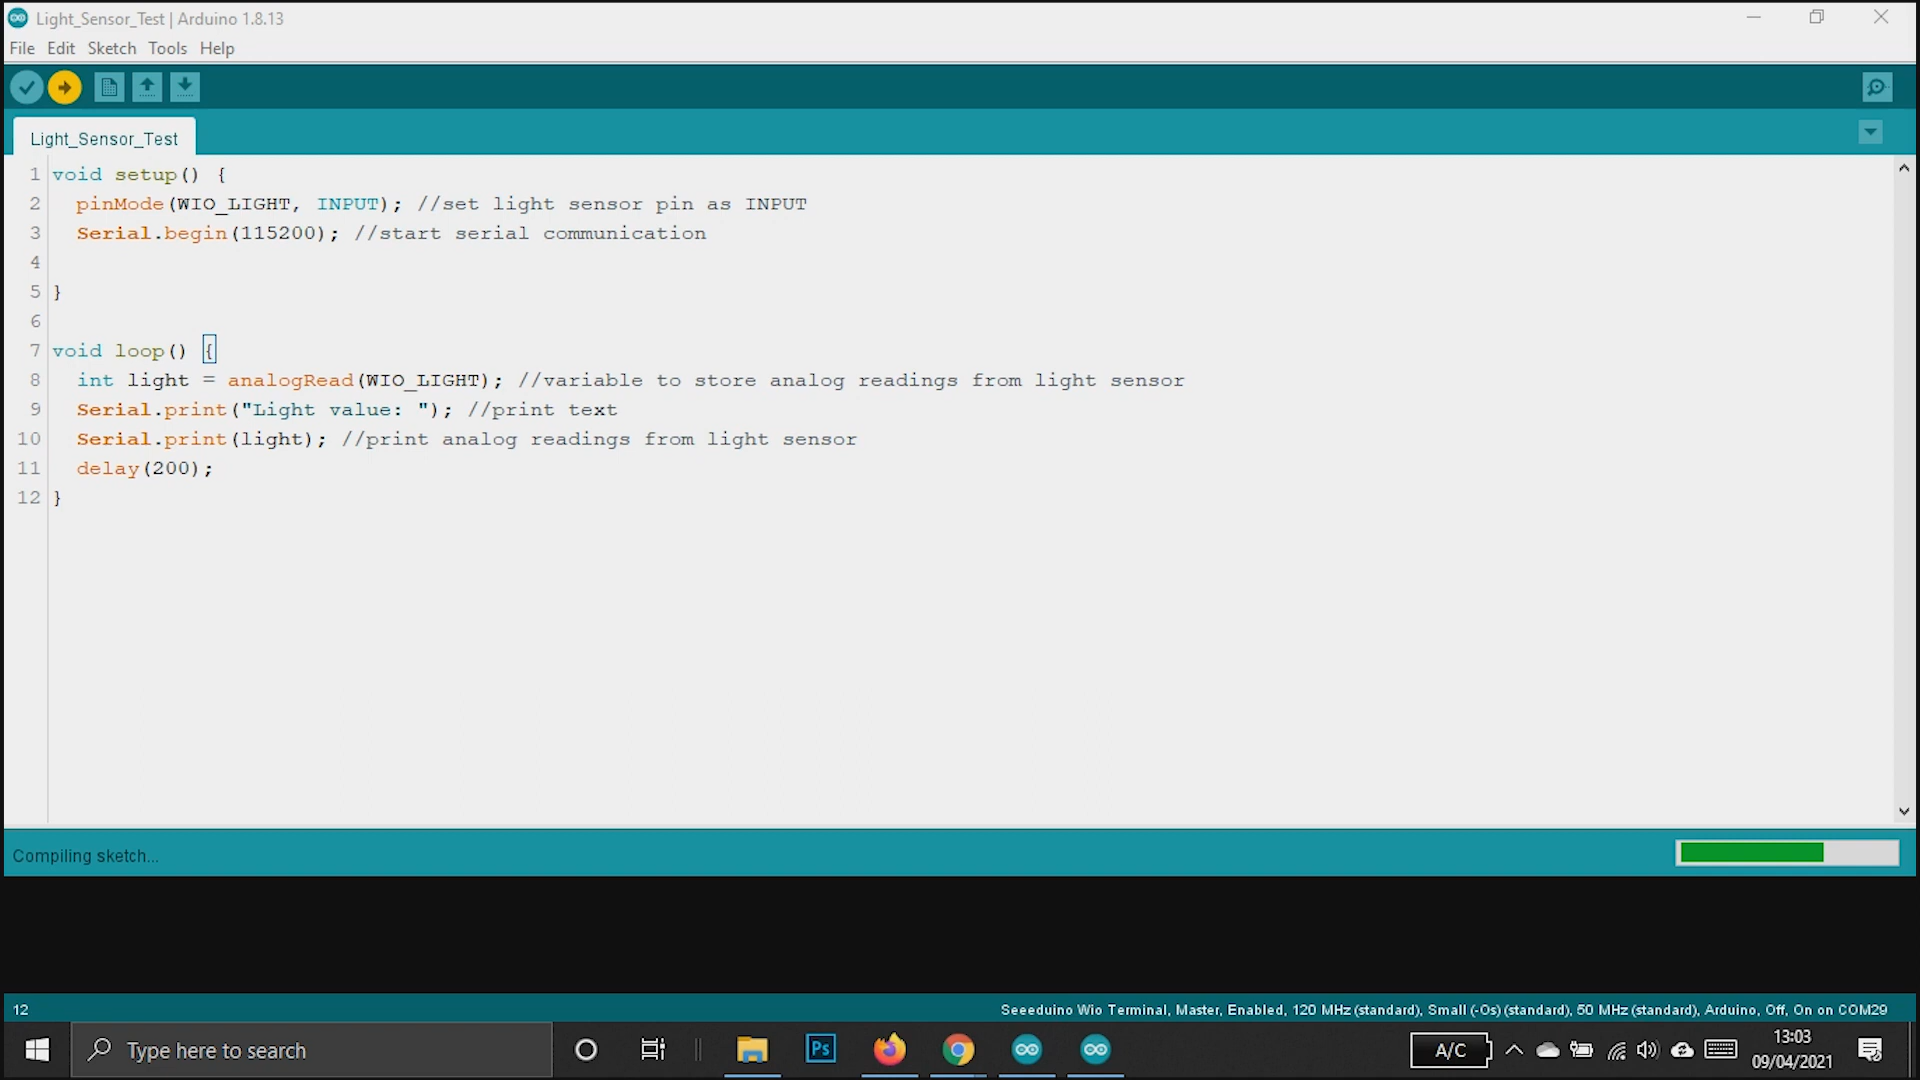 Light_Sensor_Test | Arduino 1.8.13
File Edit Sketch Tools Help
Light_Sensor_Test
1 void setup() {
2 pinMode(WIO_LIGHT, INPUT); //set light sensor pin as INPUT
3 Serial.begin(115200); //start serial communication
4
5 }
6
7 void loop() {
8 int light = analogRead(WIO_LIGHT); //variable to store analog readings from light sensor
9 Serial.print("Light value: "); //print text
10 Serial.print(light); //print analog readings from light sensor
11 delay(200);
12 }
Compiling sketch...
12 Seeeduino Wio Terminal, Master, Enabled, 120 MHz (standard), Small (-Os) (standard), 50 MHz (standard), Arduino, Off, On on COM29
Type here to search Ps A/C 13:03
09/04/2021